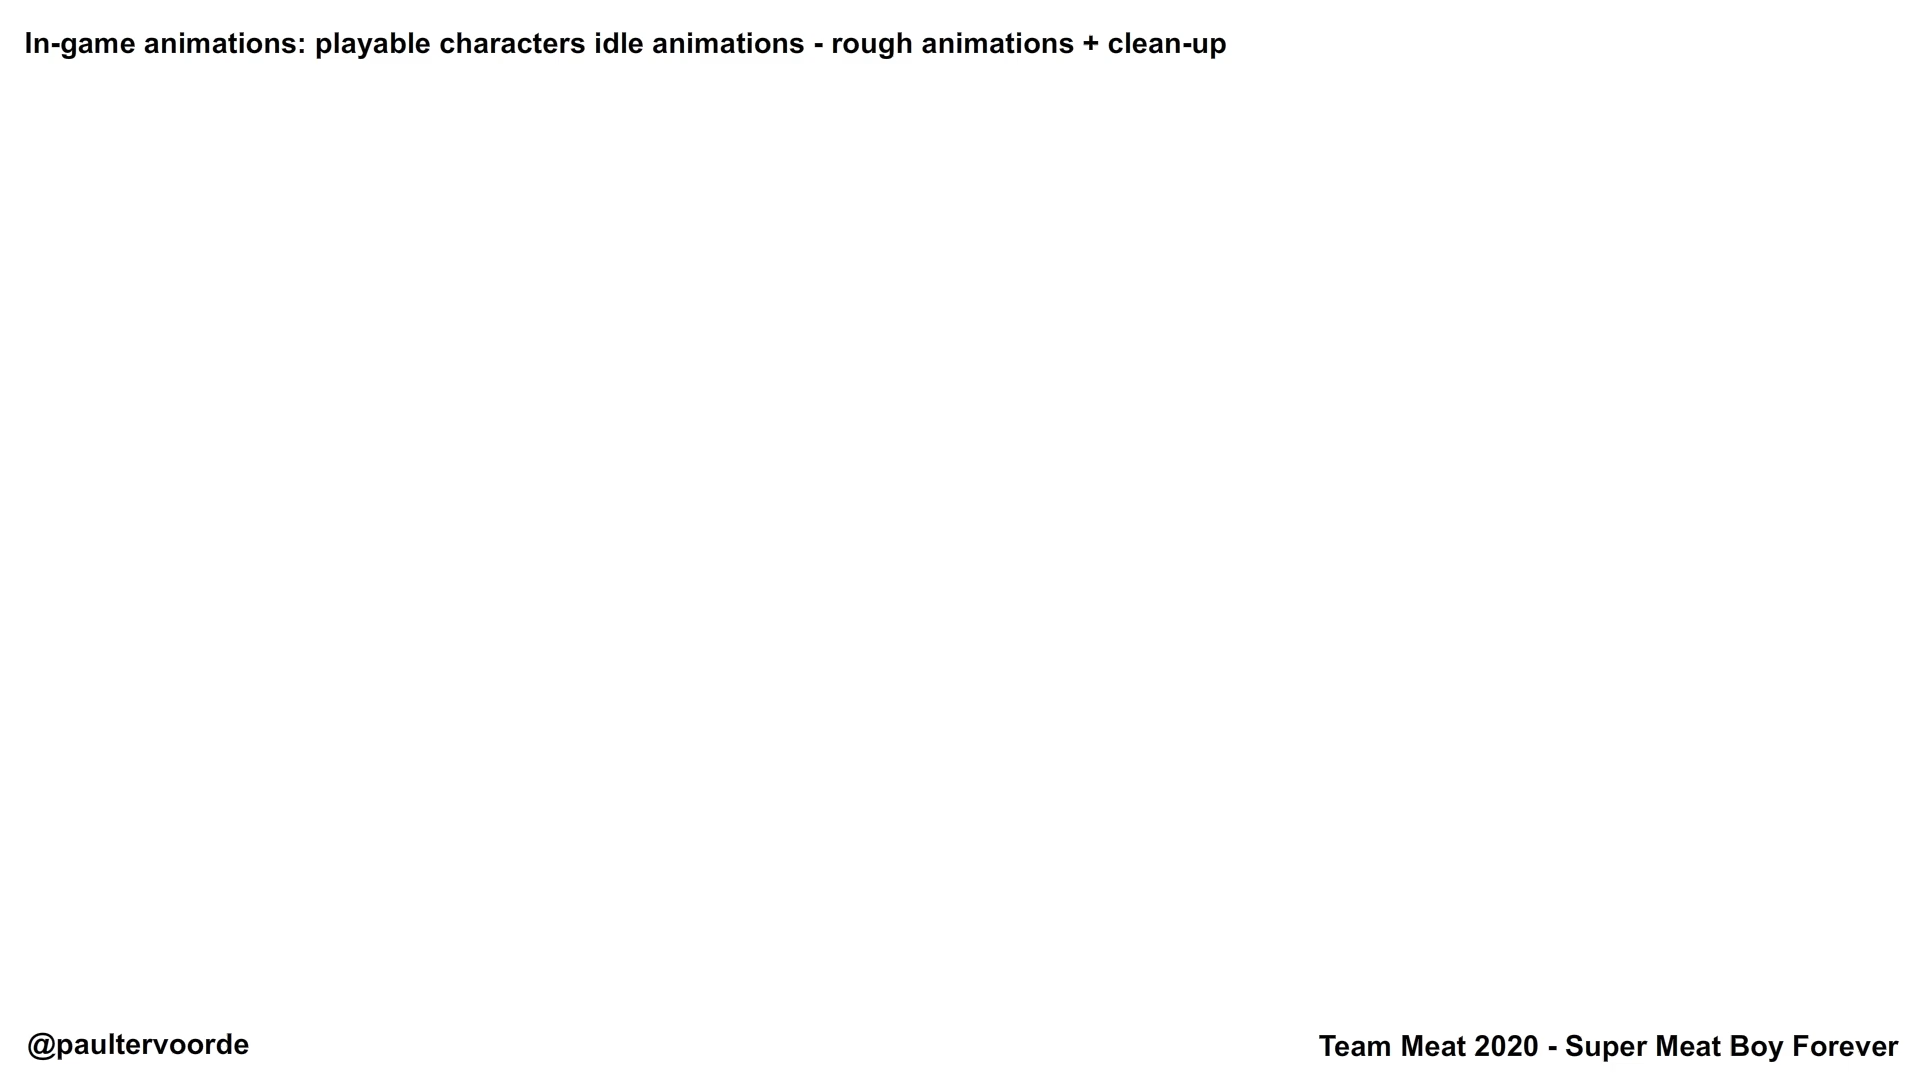 In-game animations: playable characters idle animations - rough animations + clean-up
@paultervoorde
Team Meat 2020 - Super Meat Boy Forever